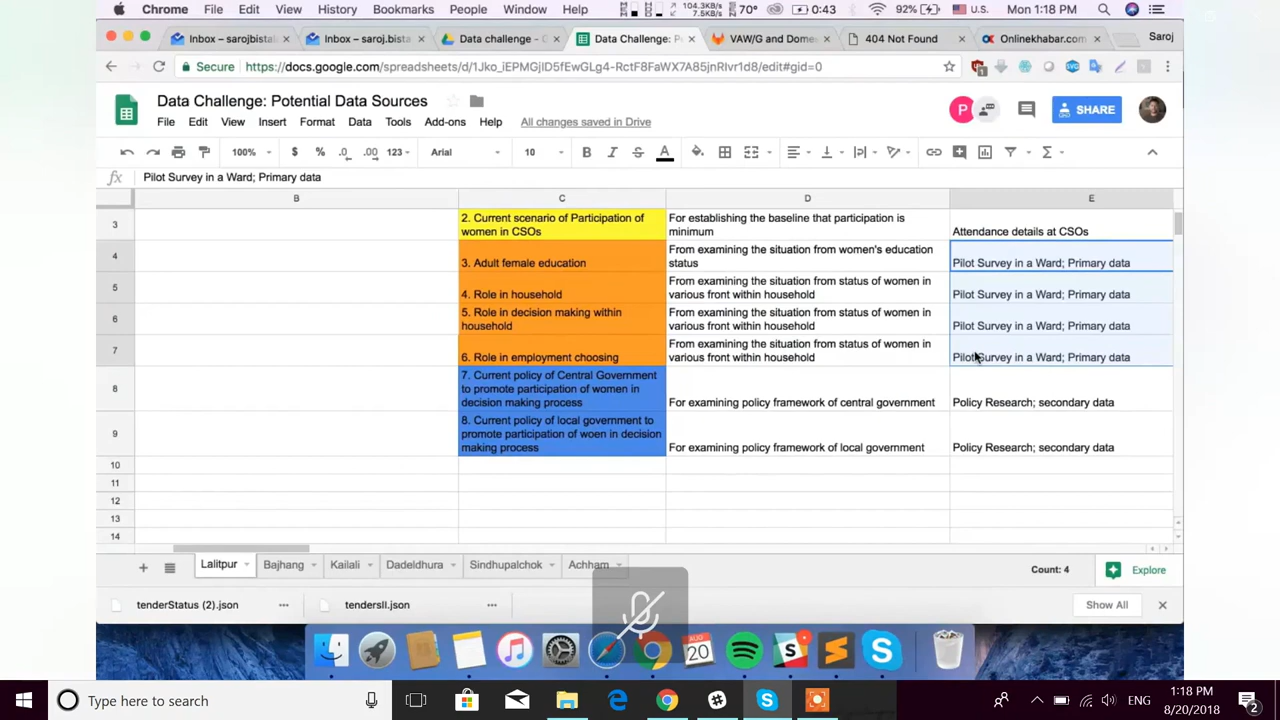 Chrome File Edit View History Bookmarks People Window Help 104.3KB/s 7.5KB/s 70° 0:43 92% U.S. Mon 1:18 PM
Inbox – sarojbista Inbox – saroj.bista Data challenge - G Data Challenge: P VAW/G and Dome 404 Not Found Onlinekhabar.com Saroj
Secure https://docs.google.com/spreadsheets/d/1Jko_iEPMGjID5fEwGLg4-RctF8FaWX7A85jnRIvr1d8/edit#gid=0
Data Challenge: Potential Data Sources
File Edit View Insert Format Data Tools Add-ons Help All changes saved in Drive
P SHARE
100% $ % .0 .00 123 Arial 10 B I S A
fx Pilot Survey in a Ward; Primary data
B C D E
3
2. Current scenario of Participation of
women in CSOs
For establishing the baseline that participation is
minimum
Attendance details at CSOs
4
3. Adult female education
From examining the situation from women's education
status
Pilot Survey in a Ward; Primary data
5
4. Role in household
From examining the situation from status of women in
various front within household
Pilot Survey in a Ward; Primary data
6
5. Role in decision making within
household
From examining the situation from status of women in
various front within household
Pilot Survey in a Ward; Primary data
7
6. Role in employment choosing
From examining the situation from status of women in
various front within household
Pilot Survey in a Ward; Primary data
8
7. Current policy of Central Government
to promote participation of women in
decision making process
For examining policy framework of central government
Policy Research; secondary data
9
8. Current policy of local government to
promote participation of woen in decision
making process
For examining policy framework of local government
Policy Research; secondary data
10
11
12
13
14
Lalitpur Bajhang Kailali Dadeldhura Sindhupalchok Achham Count: 4 Explore
tenderStatus (2).json tendersll.json Show All
AUG
20
Type here to search
ENG
1:18 PM
8/20/2018
2